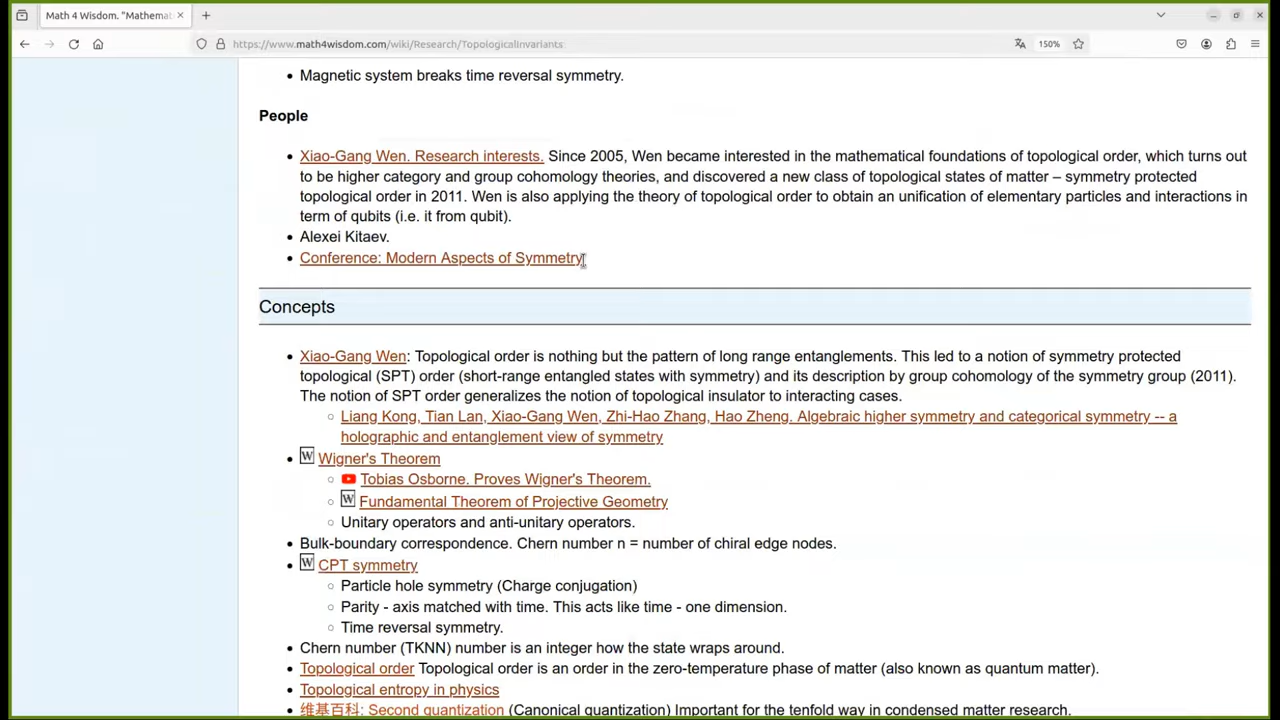 Math 4 Wisdom. "Mathemat
https://www.math4wisdom.com/wiki/Research/TopologicalInvariants
150%
• Magnetic system breaks time reversal symmetry.
People
• Xiao-Gang Wen. Research interests. Since 2005, Wen became interested in the mathematical foundations of topological order, which turns out
to be higher category and group cohomology theories, and discovered a new class of topological states of matter – symmetry protected
topological order in 2011. Wen is also applying the theory of topological order to obtain an unification of elementary particles and interactions in
term of qubits (i.e. it from qubit).
• Alexei Kitaev.
• Conference: Modern Aspects of Symmetry
Concepts
• Xiao-Gang Wen: Topological order is nothing but the pattern of long range entanglements. This led to a notion of symmetry protected
topological (SPT) order (short-range entangled states with symmetry) and its description by group cohomology of the symmetry group (2011).
The notion of SPT order generalizes the notion of topological insulator to interacting cases.
◦ Liang Kong, Tian Lan, Xiao-Gang Wen, Zhi-Hao Zhang, Hao Zheng. Algebraic higher symmetry and categorical symmetry -- a
holographic and entanglement view of symmetry
• W Wigner's Theorem
◦ Tobias Osborne. Proves Wigner's Theorem.
◦ W Fundamental Theorem of Projective Geometry
◦ Unitary operators and anti-unitary operators.
• Bulk-boundary correspondence. Chern number n = number of chiral edge nodes.
• W CPT symmetry
◦ Particle hole symmetry (Charge conjugation)
◦ Parity - axis matched with time. This acts like time - one dimension.
◦ Time reversal symmetry.
• Chern number (TKNN) number is an integer how the state wraps around.
• Topological order Topological order is an order in the zero-temperature phase of matter (also known as quantum matter).
• Topological entropy in physics
• 维基百科: Second quantization (Canonical quantization) Important for the tenfold way in condensed matter research.